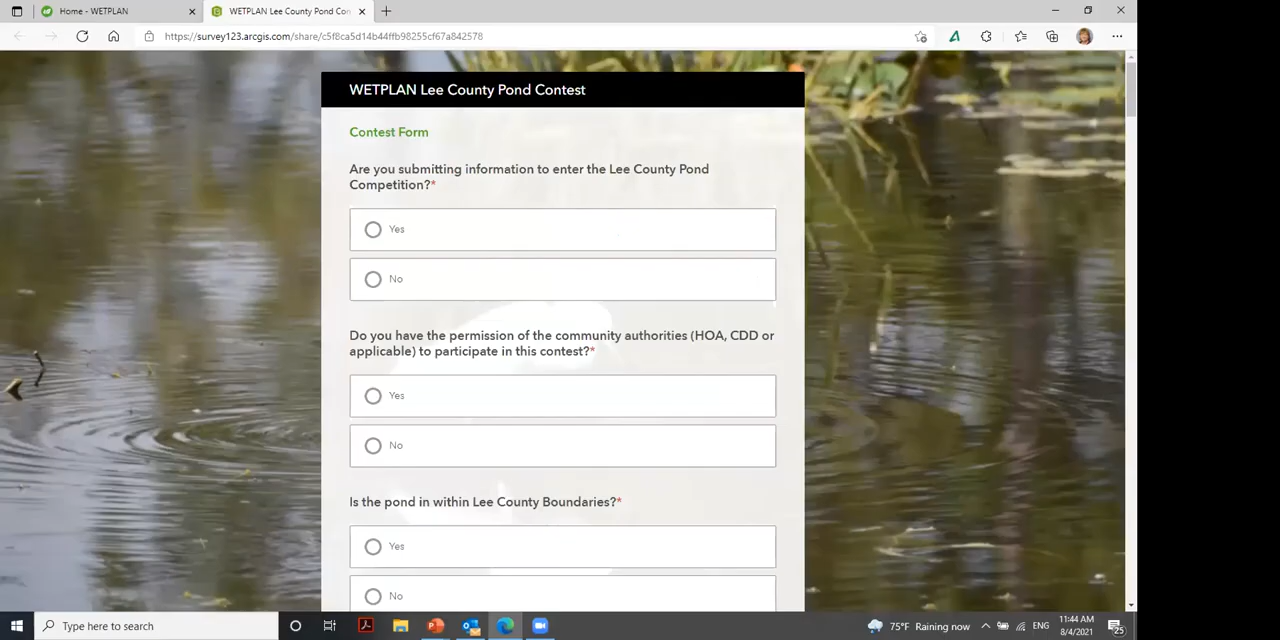 Home - WETPLAN
WETPLAN Lee County Pond Con
https://survey123.arcgis.com/share/c5f8ca5d14b44ffb98255cf67a842578
WETPLAN Lee County Pond Contest
Contest Form
Are you submitting information to enter the Lee County Pond
Competition?*
Yes
No
Do you have the permission of the community authorities (HOA, CDD or
applicable) to participate in this contest?*
Yes
No
Is the pond in within Lee County Boundaries?*
Yes
No
Type here to search
75°F Raining now
ENG
11:44 AM
8/4/2021
25